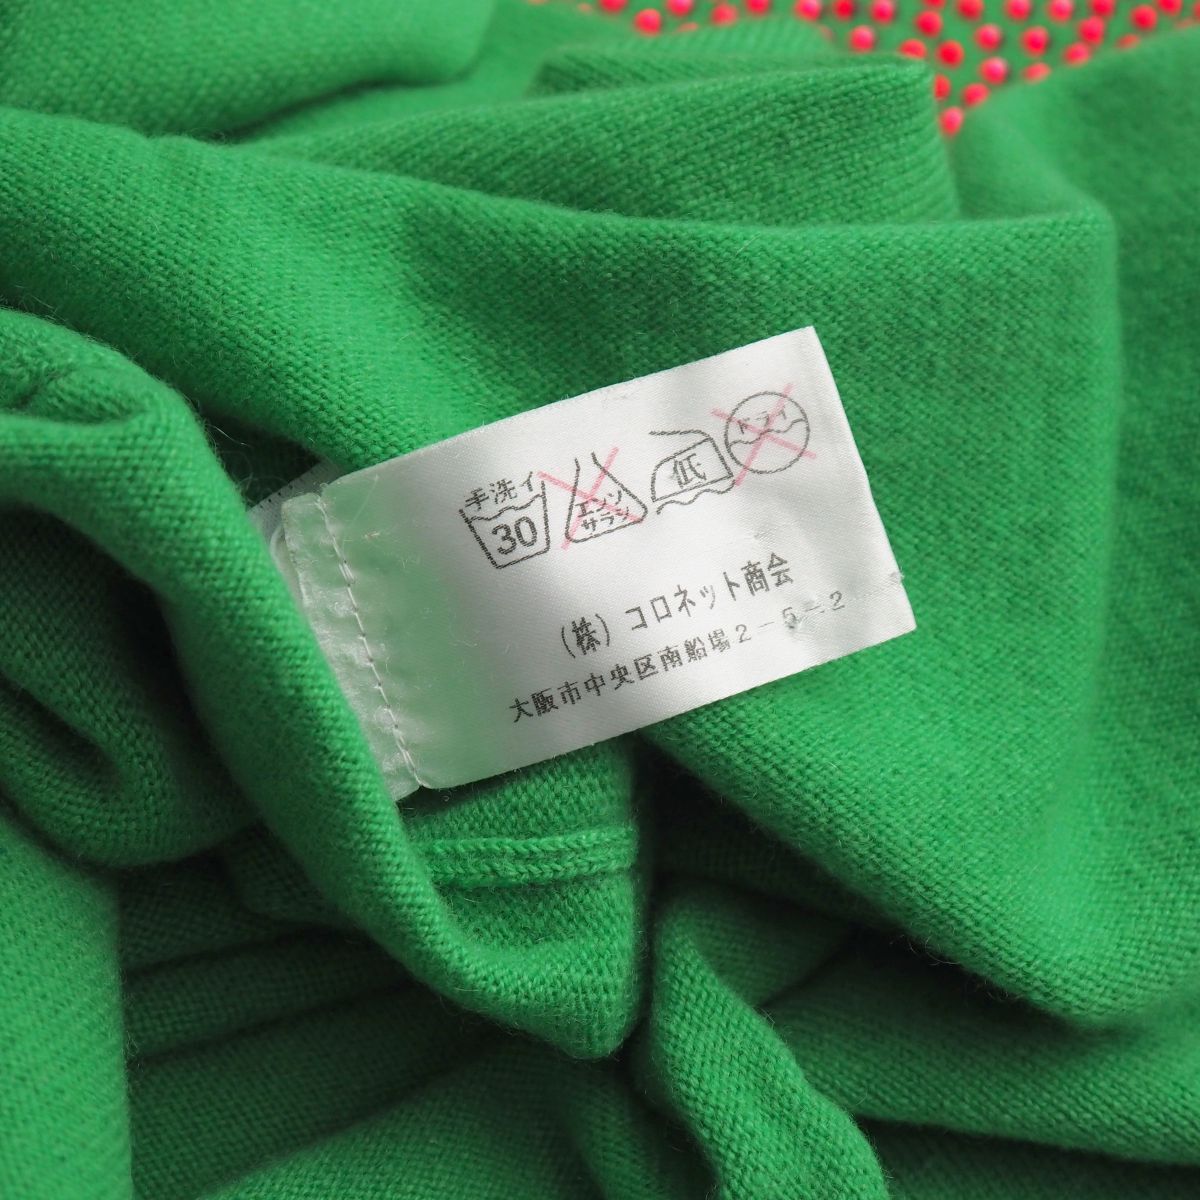 手洗イ
30
エンソ
サラシ
低
ドライ
(株) コロネット商会
大阪市中央区南船場2-5-2